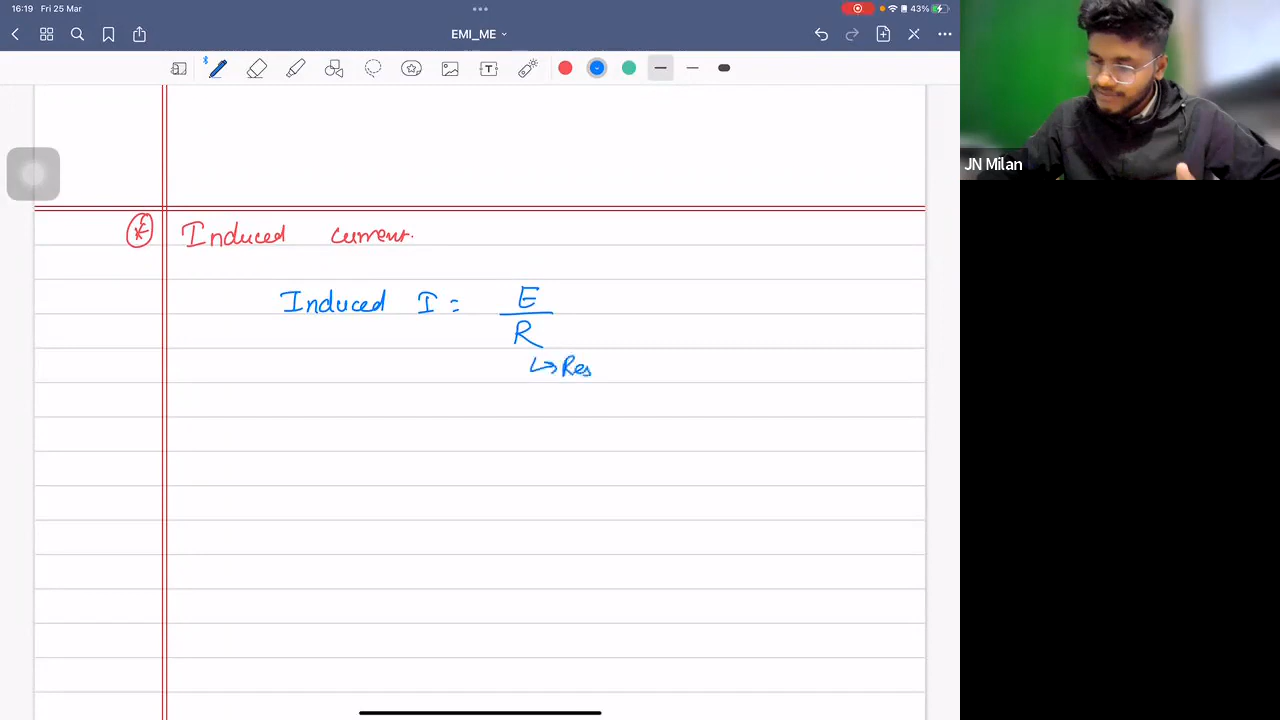 16:19 Fri 25 Mar
43%
EMI_ME
JN Milan
Induced current.
Induced I = E
R
↳ Res